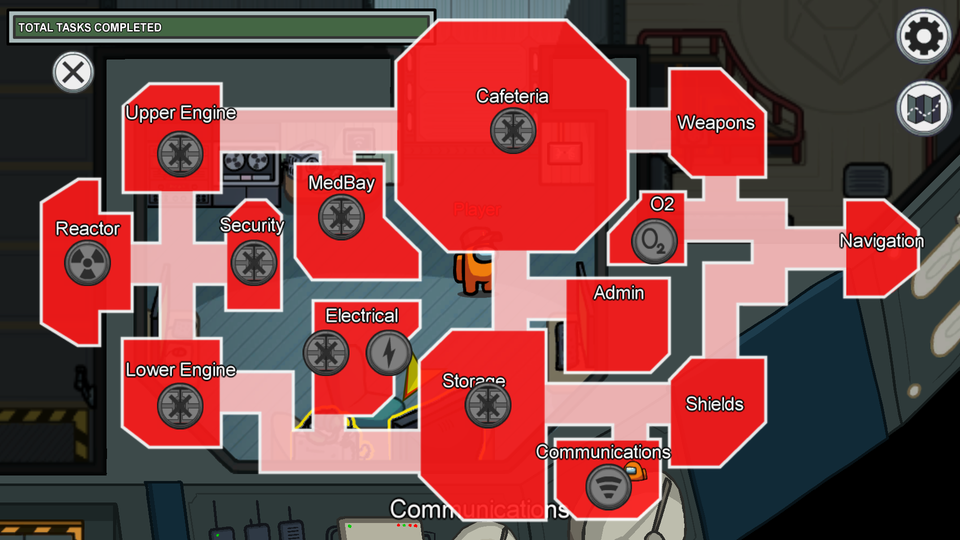 TOTAL TASKS COMPLETED
Cafeteria
Upper Engine
Weapons
MedBay
O2
Player
Security
Reactor
O2
Navigation
Admin
Electrical
Lower Engine
Storage
Shields
Communications
Communications